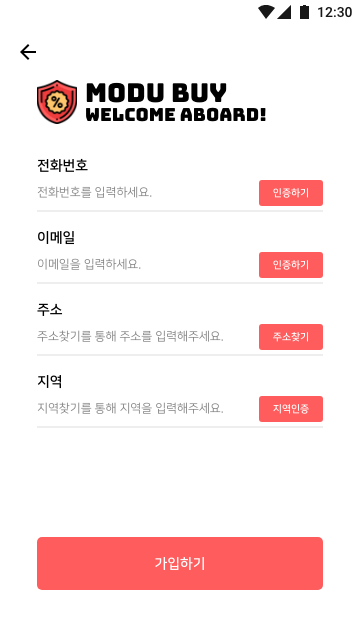 12:30
MODU BUY
WELCOME ABOARD!
전화번호
전화번호를 입력하세요.
인증하기
이메일
이메일을 입력하세요.
인증하기
주소
주소찾기를 통해 주소를 입력해주세요.
주소찾기
지역
지역찾기를 통해 지역을 입력해주세요.
지역인증
가입하기